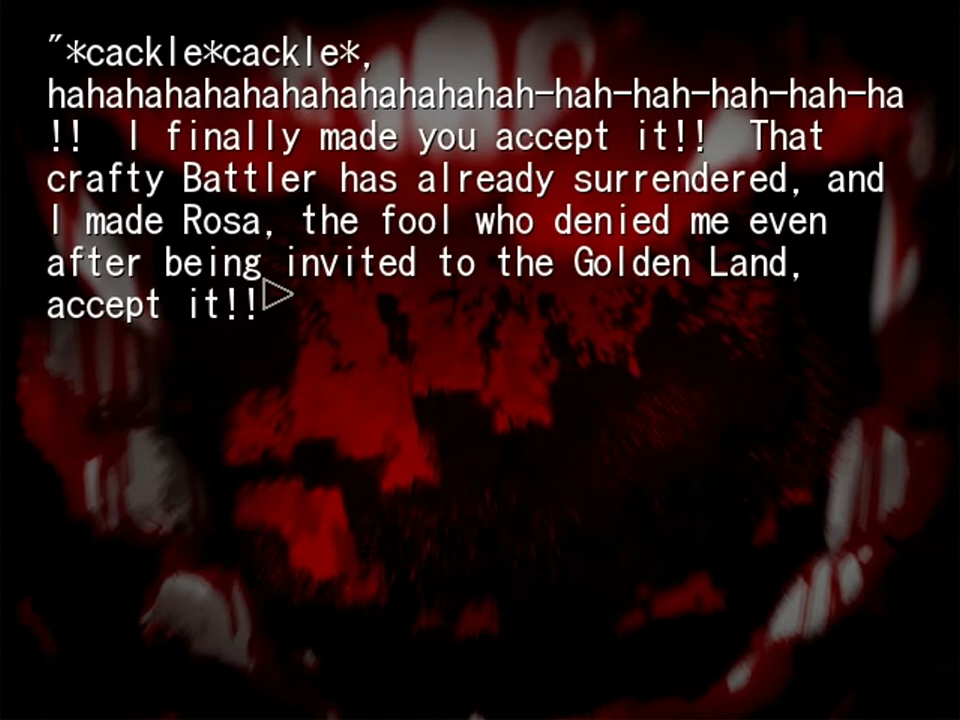 "*cackle*cackle*,
hahahahahahahahahahahahah-hah-hah-hah-hah-ha
!!  I finally made you accept it!!  That
crafty Battler has already surrendered, and
I made Rosa, the fool who denied me even
after being invited to the Golden Land,
accept it!!